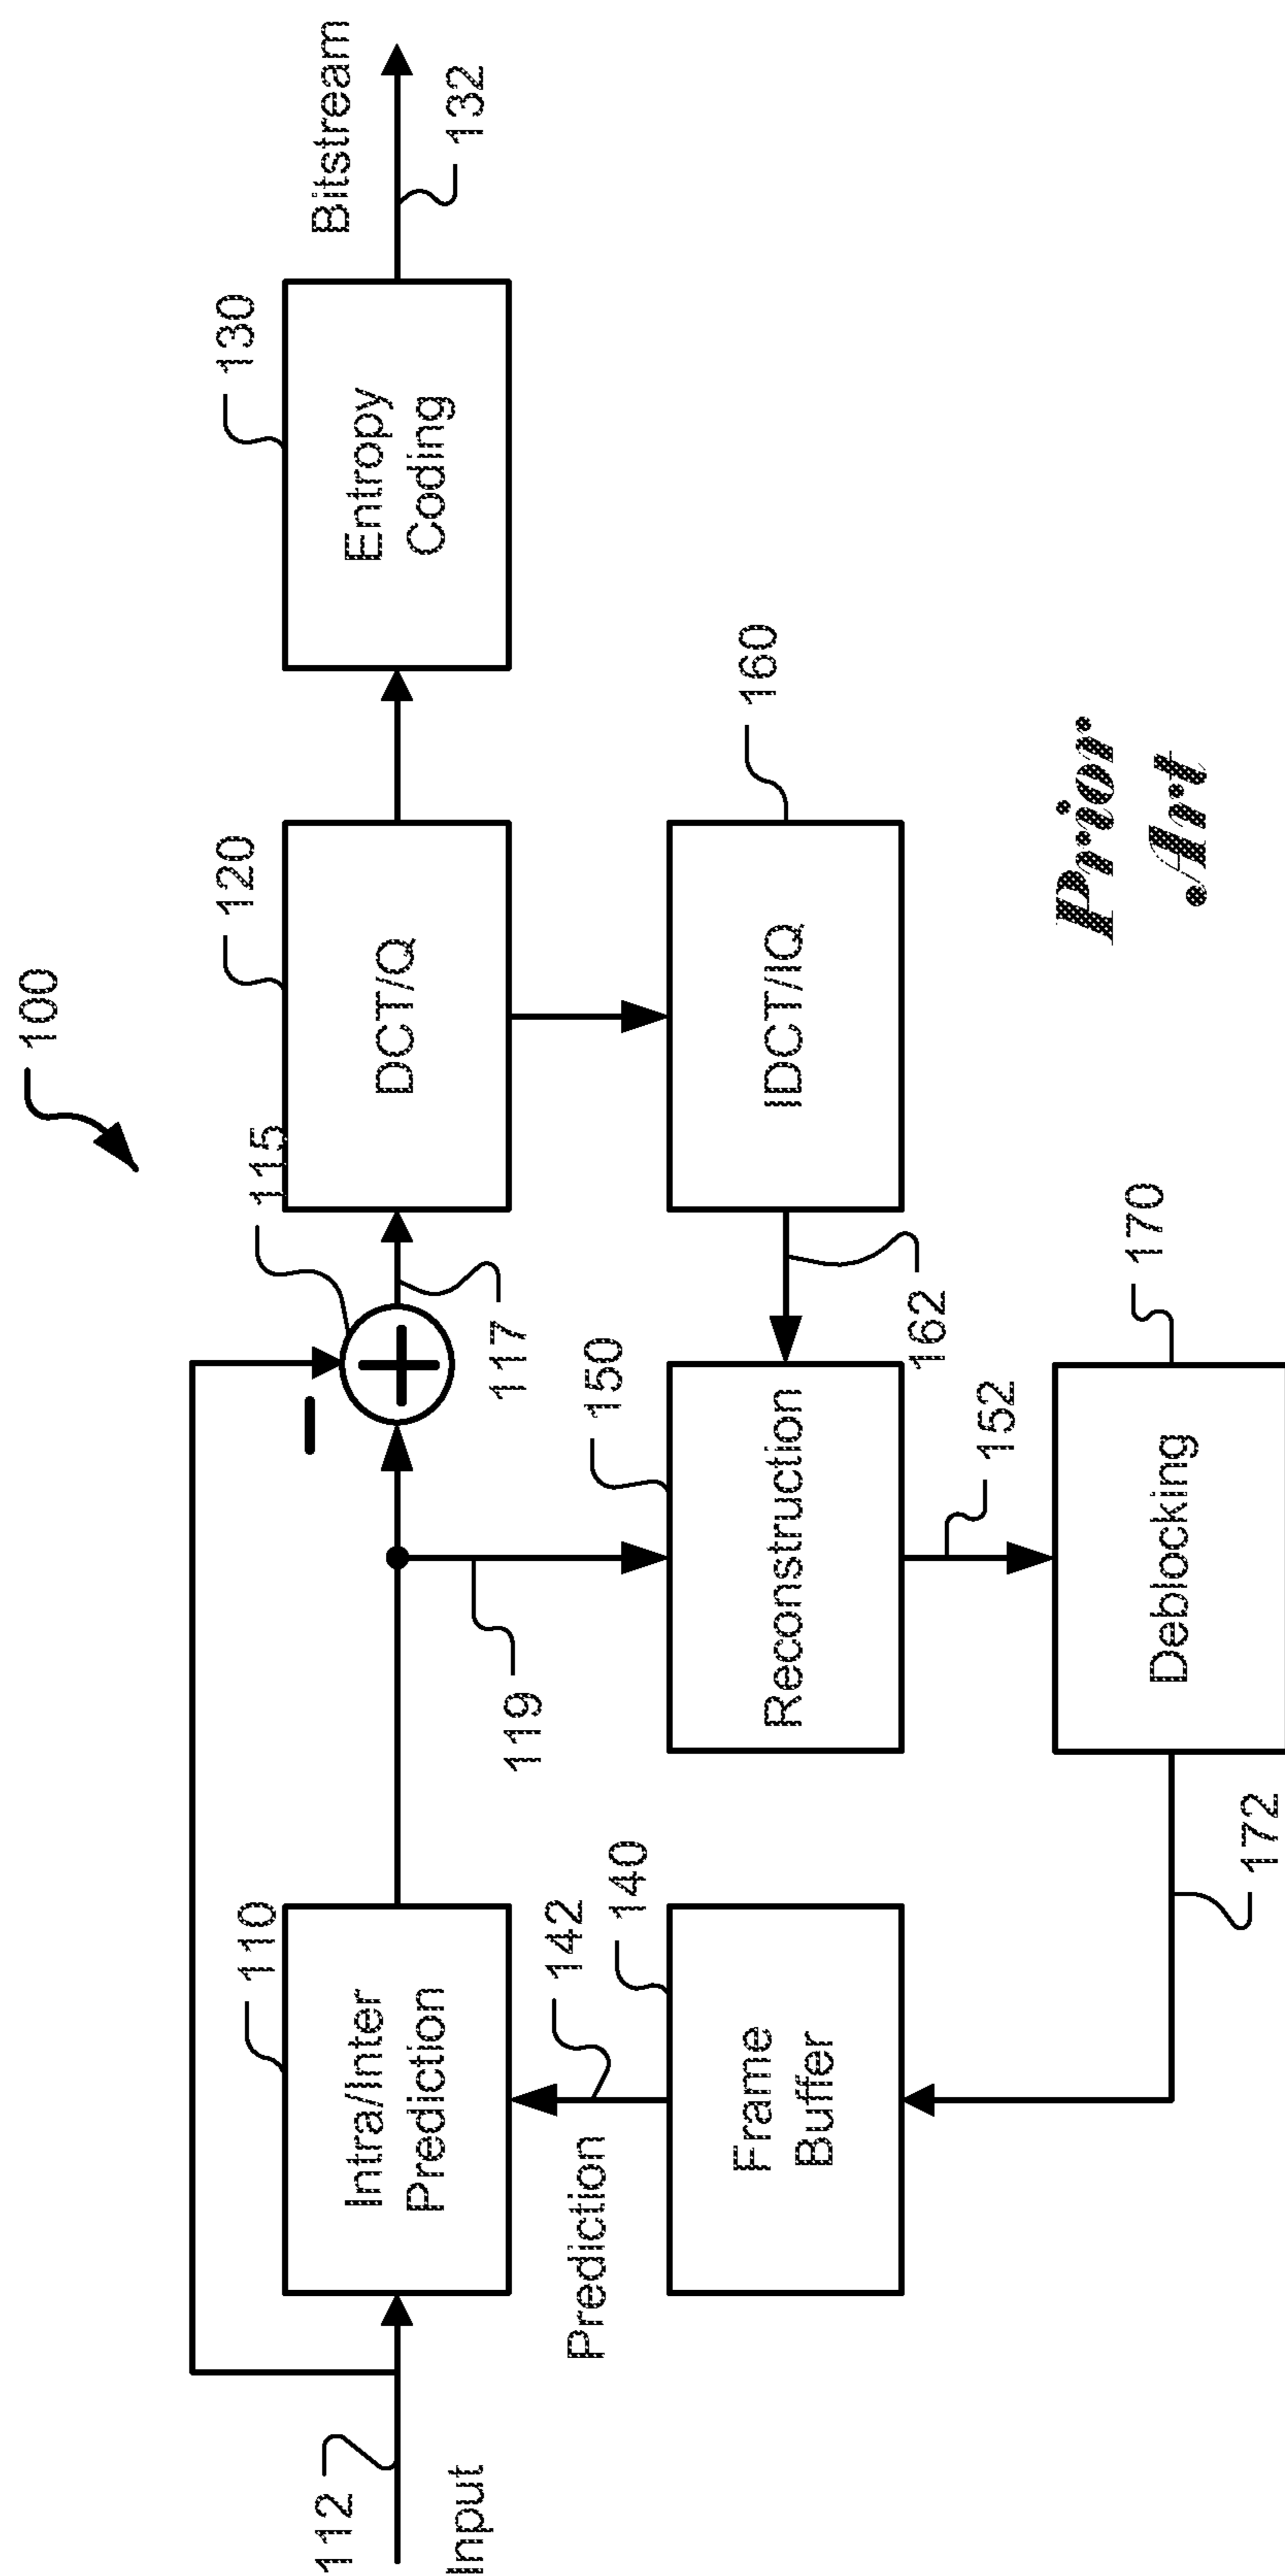 100
Input
112
Intra/Inter
Prediction
110
115
117
119
DCT/Q
120
Entropy
Coding
130
Bitstream
132
Prediction
142
Frame
Buffer
140
Reconstruction
150
152
162
IDCT/IQ
160
Deblocking
170
172
Prior
Art